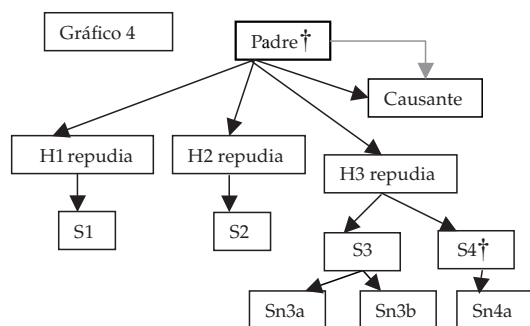 Gráfico 4
Padre†
Causante
H1 repudia
H2 repudia
H3 repudia
S1
S2
S3
S4†
Sn3a
Sn3b
Sn4a